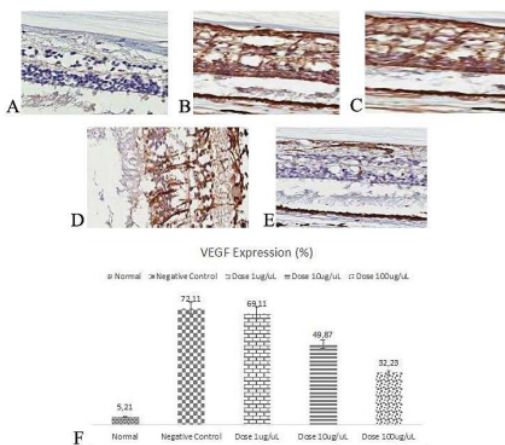 A
B
C
D
E
VEGF Expression (%)
Normal Negative Control Dose 1ug/uL Dose 10ug/uL Dose 100ug/uL
5,21
72,11
69,11
49,87
32,23
Normal Negative Control Dose 1ug/uL Dose 10ug/uL Dose 100ug/uL
F